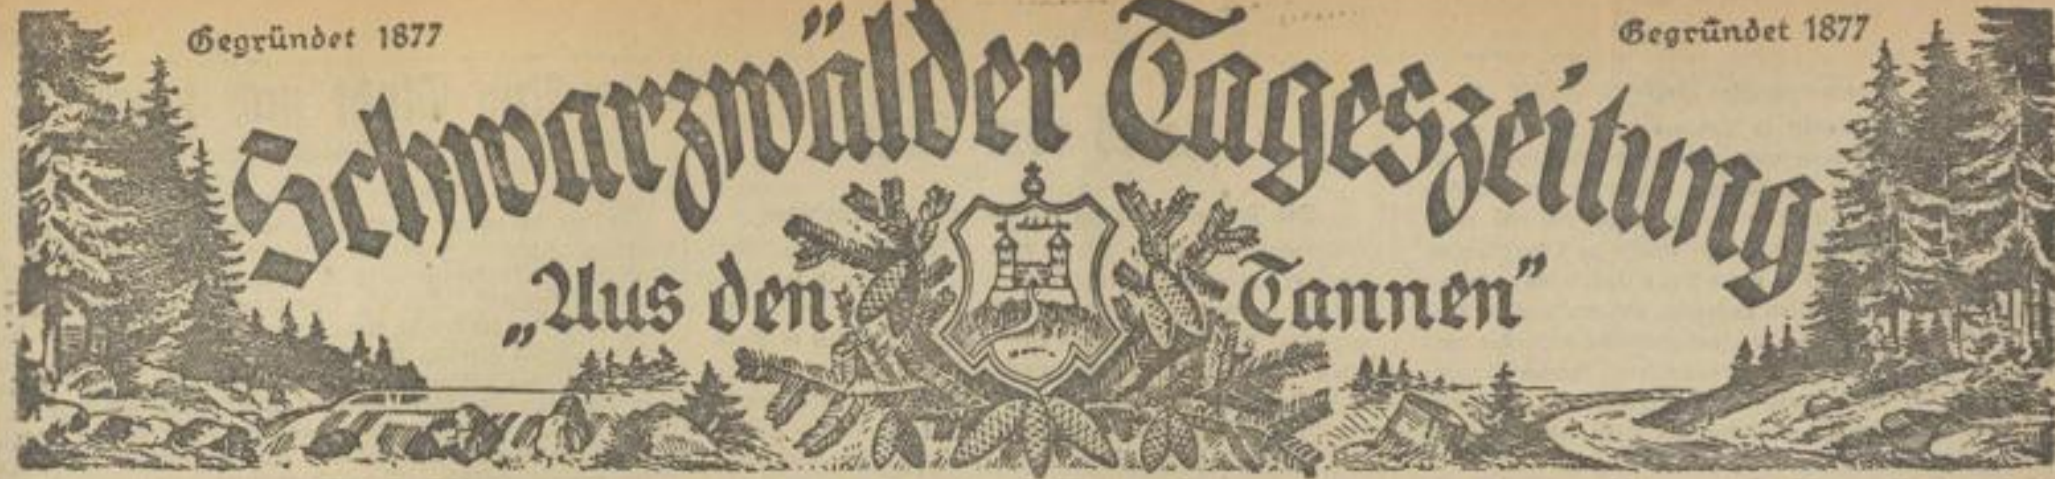 Gegründet 1877
Gegründet 1877
Schwarzwälder Tageszeitung
„Aus den Tannen"